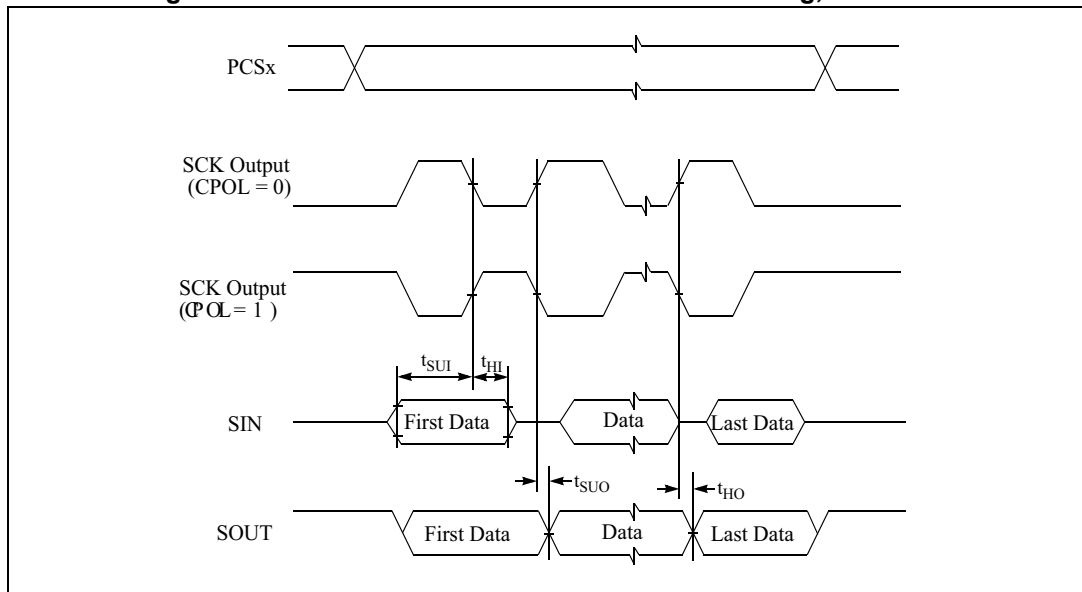 PCSx
SCK Output
(CPOL = 0)
SCK Output
(CPOL = 1 )
tSUI
tHI
SIN
First Data
Data
Last Data
tSUO
tHO
SOUT
First Data
Data
Last Data